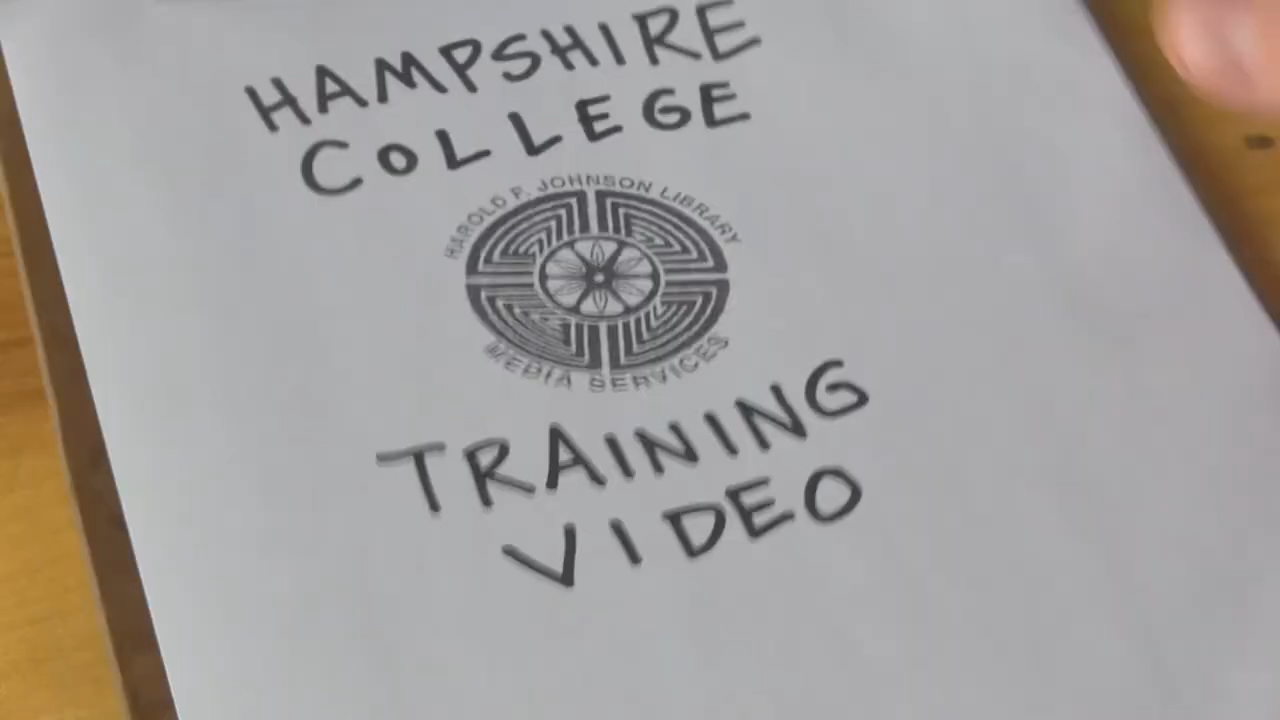 HAMPSHIRE
COLLEGE
HAROLD F. JOHNSON LIBRARY
MEDIA SERVICES
TRAINING
VIDEO